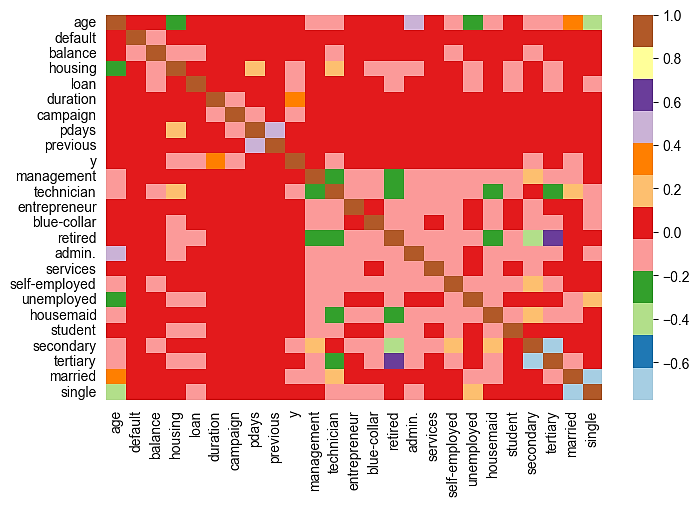 age
default
balance
housing
loan
duration
campaign
pdays
previous
y
management
technician
entrepreneur
blue-collar
retired
admin.
services
self-employed
unemployed
housemaid
student
secondary
tertiary
married
single
age
default
balance
housing
loan
duration
campaign
pdays
previous
y
management
technician
entrepreneur
blue-collar
retired
admin.
services
self-employed
unemployed
housemaid
student
secondary
tertiary
married
single
1.0
0.8
0.6
0.4
0.2
0.0
−0.2
−0.4
−0.6